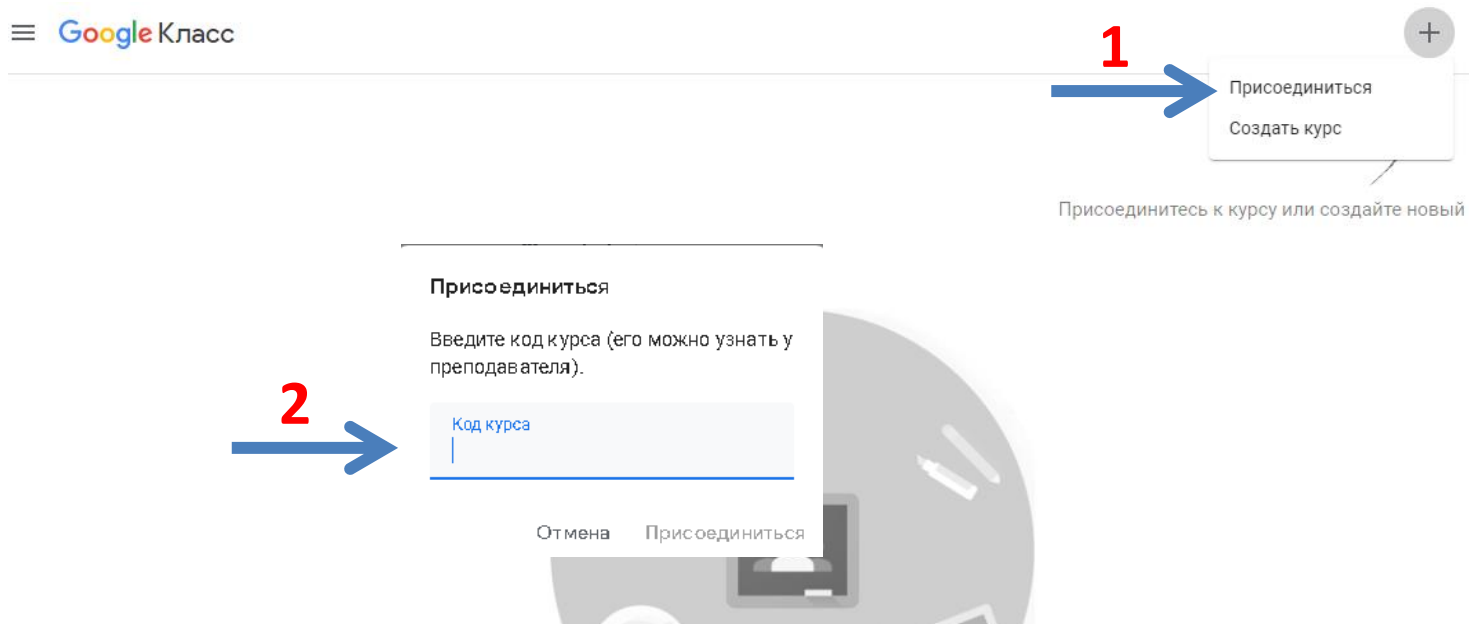 Google Класс
1
Присоединиться
Создать курс
Присоединитесь к курсу или создайте новый
Присоединиться
Введите код курса (его можно узнать у
преподавателя).
2
Код курса
Отмена Присоединиться